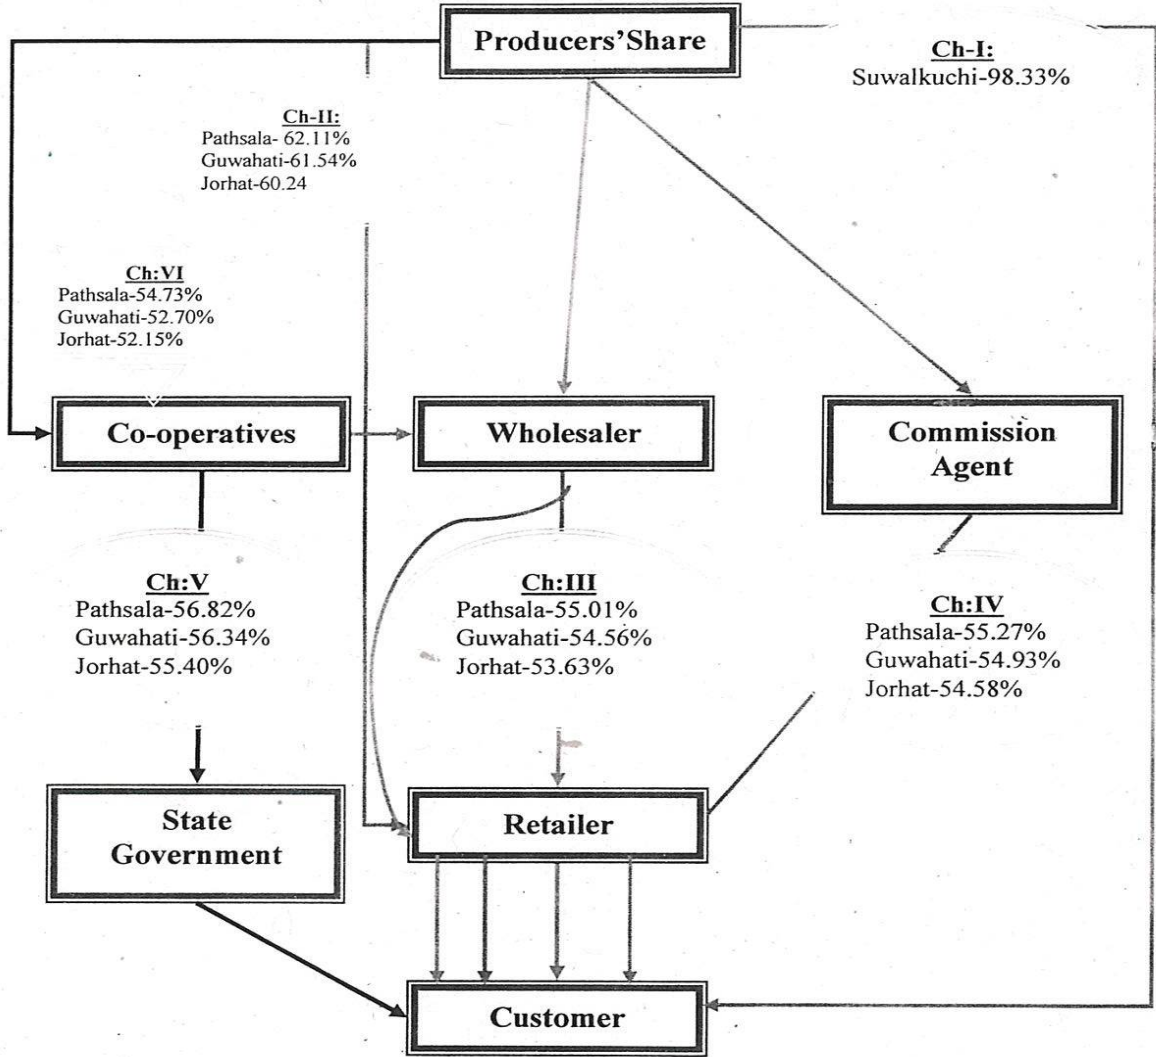 Producers'Share
Ch-I:
Suwalkuchi-98.33%
Ch-II:
Pathsala- 62.11%
Guwahati-61.54%
Jorhat-60.24
Ch:VI
Pathsala-54.73%
Guwahati-52.70%
Jorhat-52.15%
Co-operatives
Wholesaler
Commission
Agent
Ch:V
Pathsala-56.82%
Guwahati-56.34%
Jorhat-55.40%
Ch:III
Pathsala-55.01%
Guwahati-54.56%
Jorhat-53.63%
Ch:IV
Pathsala-55.27%
Guwahati-54.93%
Jorhat-54.58%
State
Government
Retailer
Customer